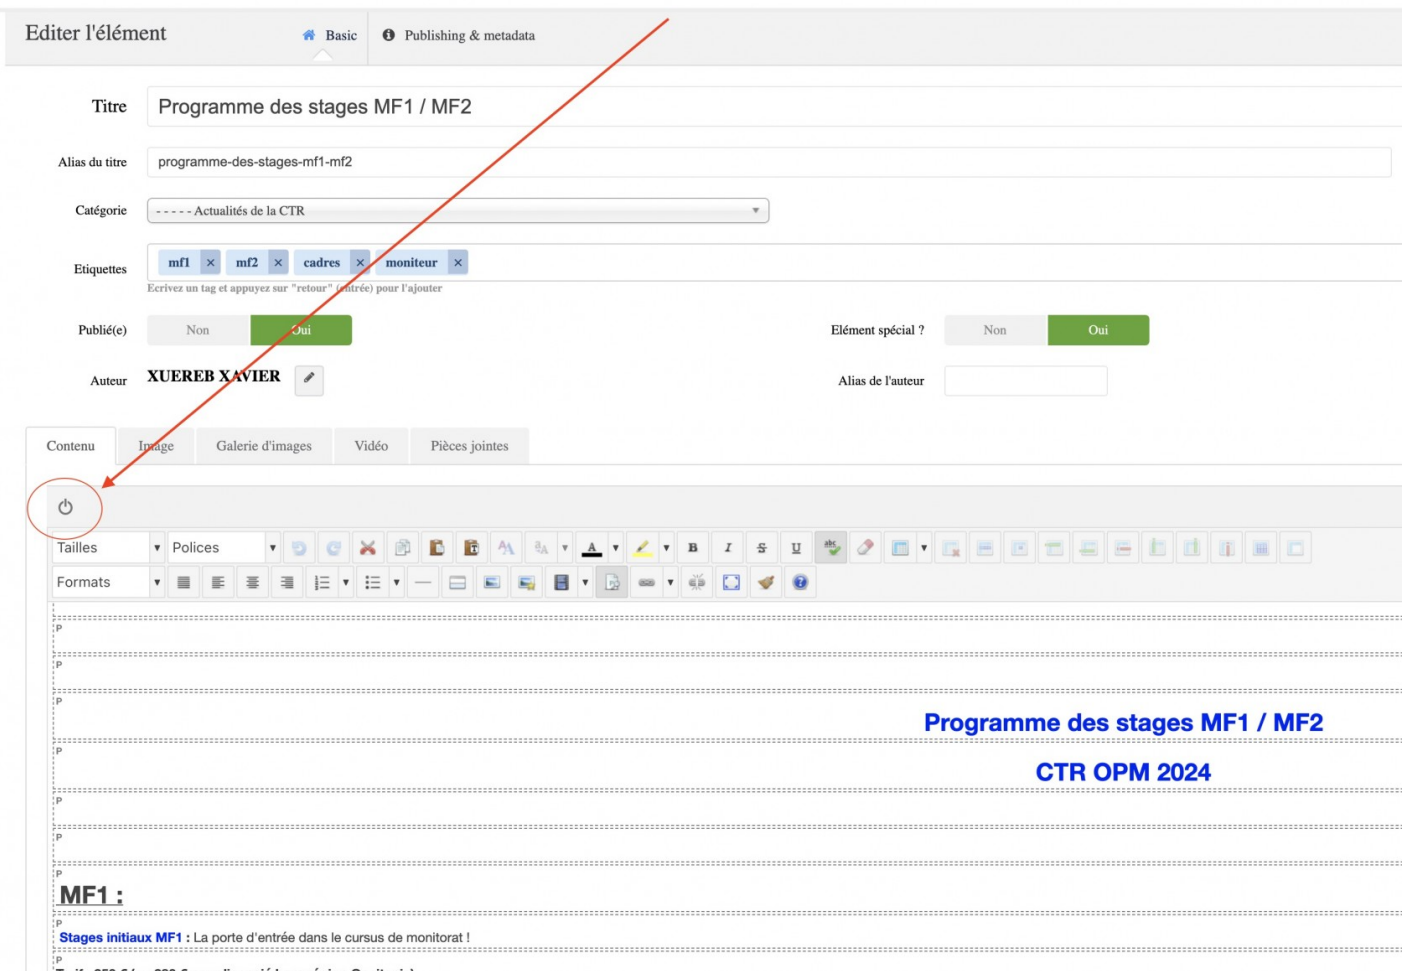 Editer l'élément
Basic
Publishing & metadata
Titre
Programme des stages MF1 / MF2
Alias du titre
programme-des-stages-mf1-mf2
Catégorie
- - - - - Actualités de la CTR
Etiquettes
mf1 × mf2 × cadres × moniteur ×
Ecrivez un tag et appuyez sur "retour" (entrée) pour l'ajouter
Publié(e)
Non
Oui
Elément spécial ?
Non
Oui
Auteur
XUEREB XAVIER
Alias de l'auteur
Contenu
Image
Galerie d'images
Vidéo
Pièces jointes
Tailles
Polices
Formats
P
P
P
Programme des stages MF1 / MF2
P
CTR OPM 2024
P
P
P
MF1 :
P
Stages initiaux MF1 : La porte d'entrée dans le cursus de monitorat !
P